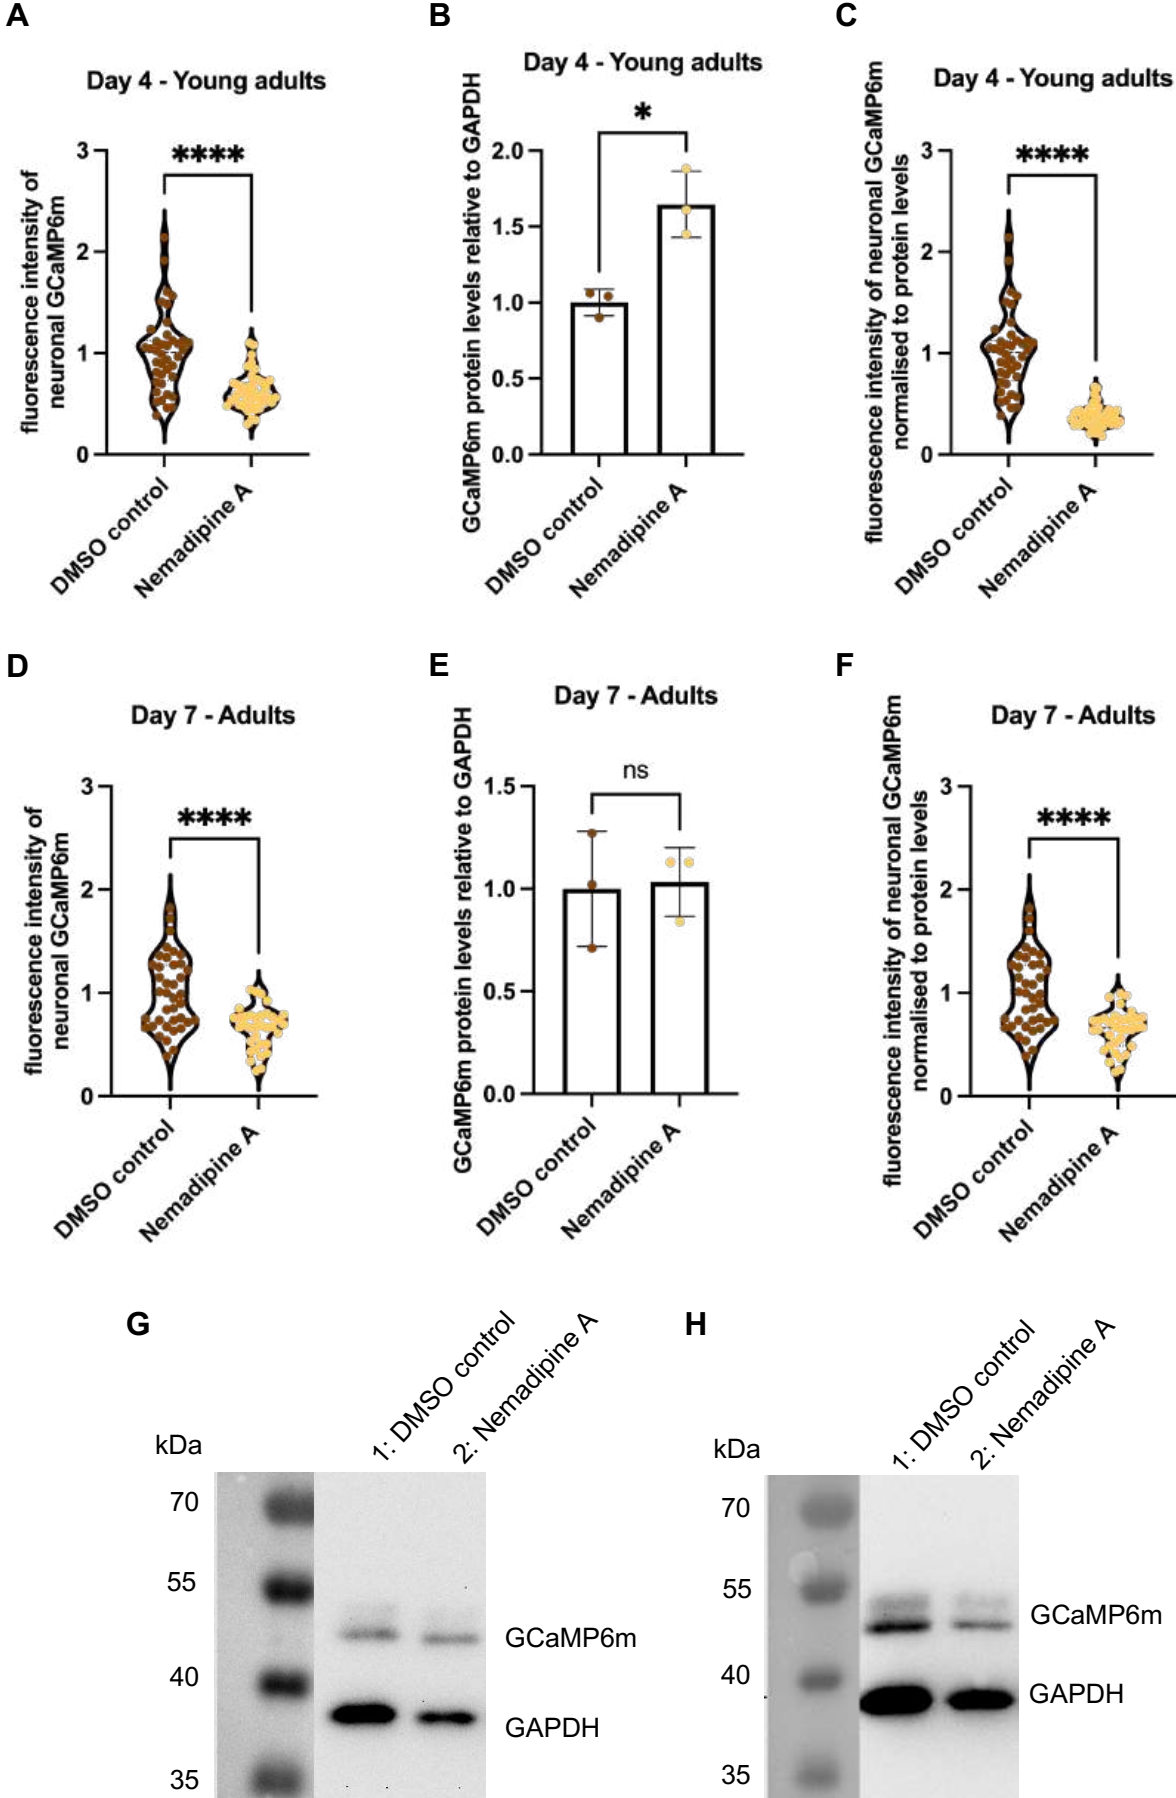 A
Day 4 - Young adults
fluorescence intensity of
neuronal GCaMP6m
3
2
1
0
****
DMSO control
Nemadipine A
B
Day 4 - Young adults
GCaMP6m protein levels relative to GAPDH
2.0
1.5
1.0
0.5
0.0
*
DMSO control
Nemadipine A
C
Day 4 - Young adults
fluorescence intensity of neuronal GCaMP6m
normalised to protein levels
3
2
1
0
****
DMSO control
Nemadipine A
D
Day 7 - Adults
fluorescence intensity of
neuronal GCaMP6m
3
2
1
0
****
DMSO control
Nemadipine A
E
Day 7 - Adults
GCaMP6m protein levels relative to GAPDH
1.5
1.0
0.5
0.0
ns
DMSO control
Nemadipine A
F
Day 7 - Adults
fluorescence intensity of neuronal GCaMP6m
normalised to protein levels
3
2
1
0
****
DMSO control
Nemadipine A
G
1: DMSO control
2: Nemadipine A
kDa
70
55
40
35
GCaMP6m
GAPDH
H
1: DMSO control
2: Nemadipine A
kDa
70
55
40
35
GCaMP6m
GAPDH